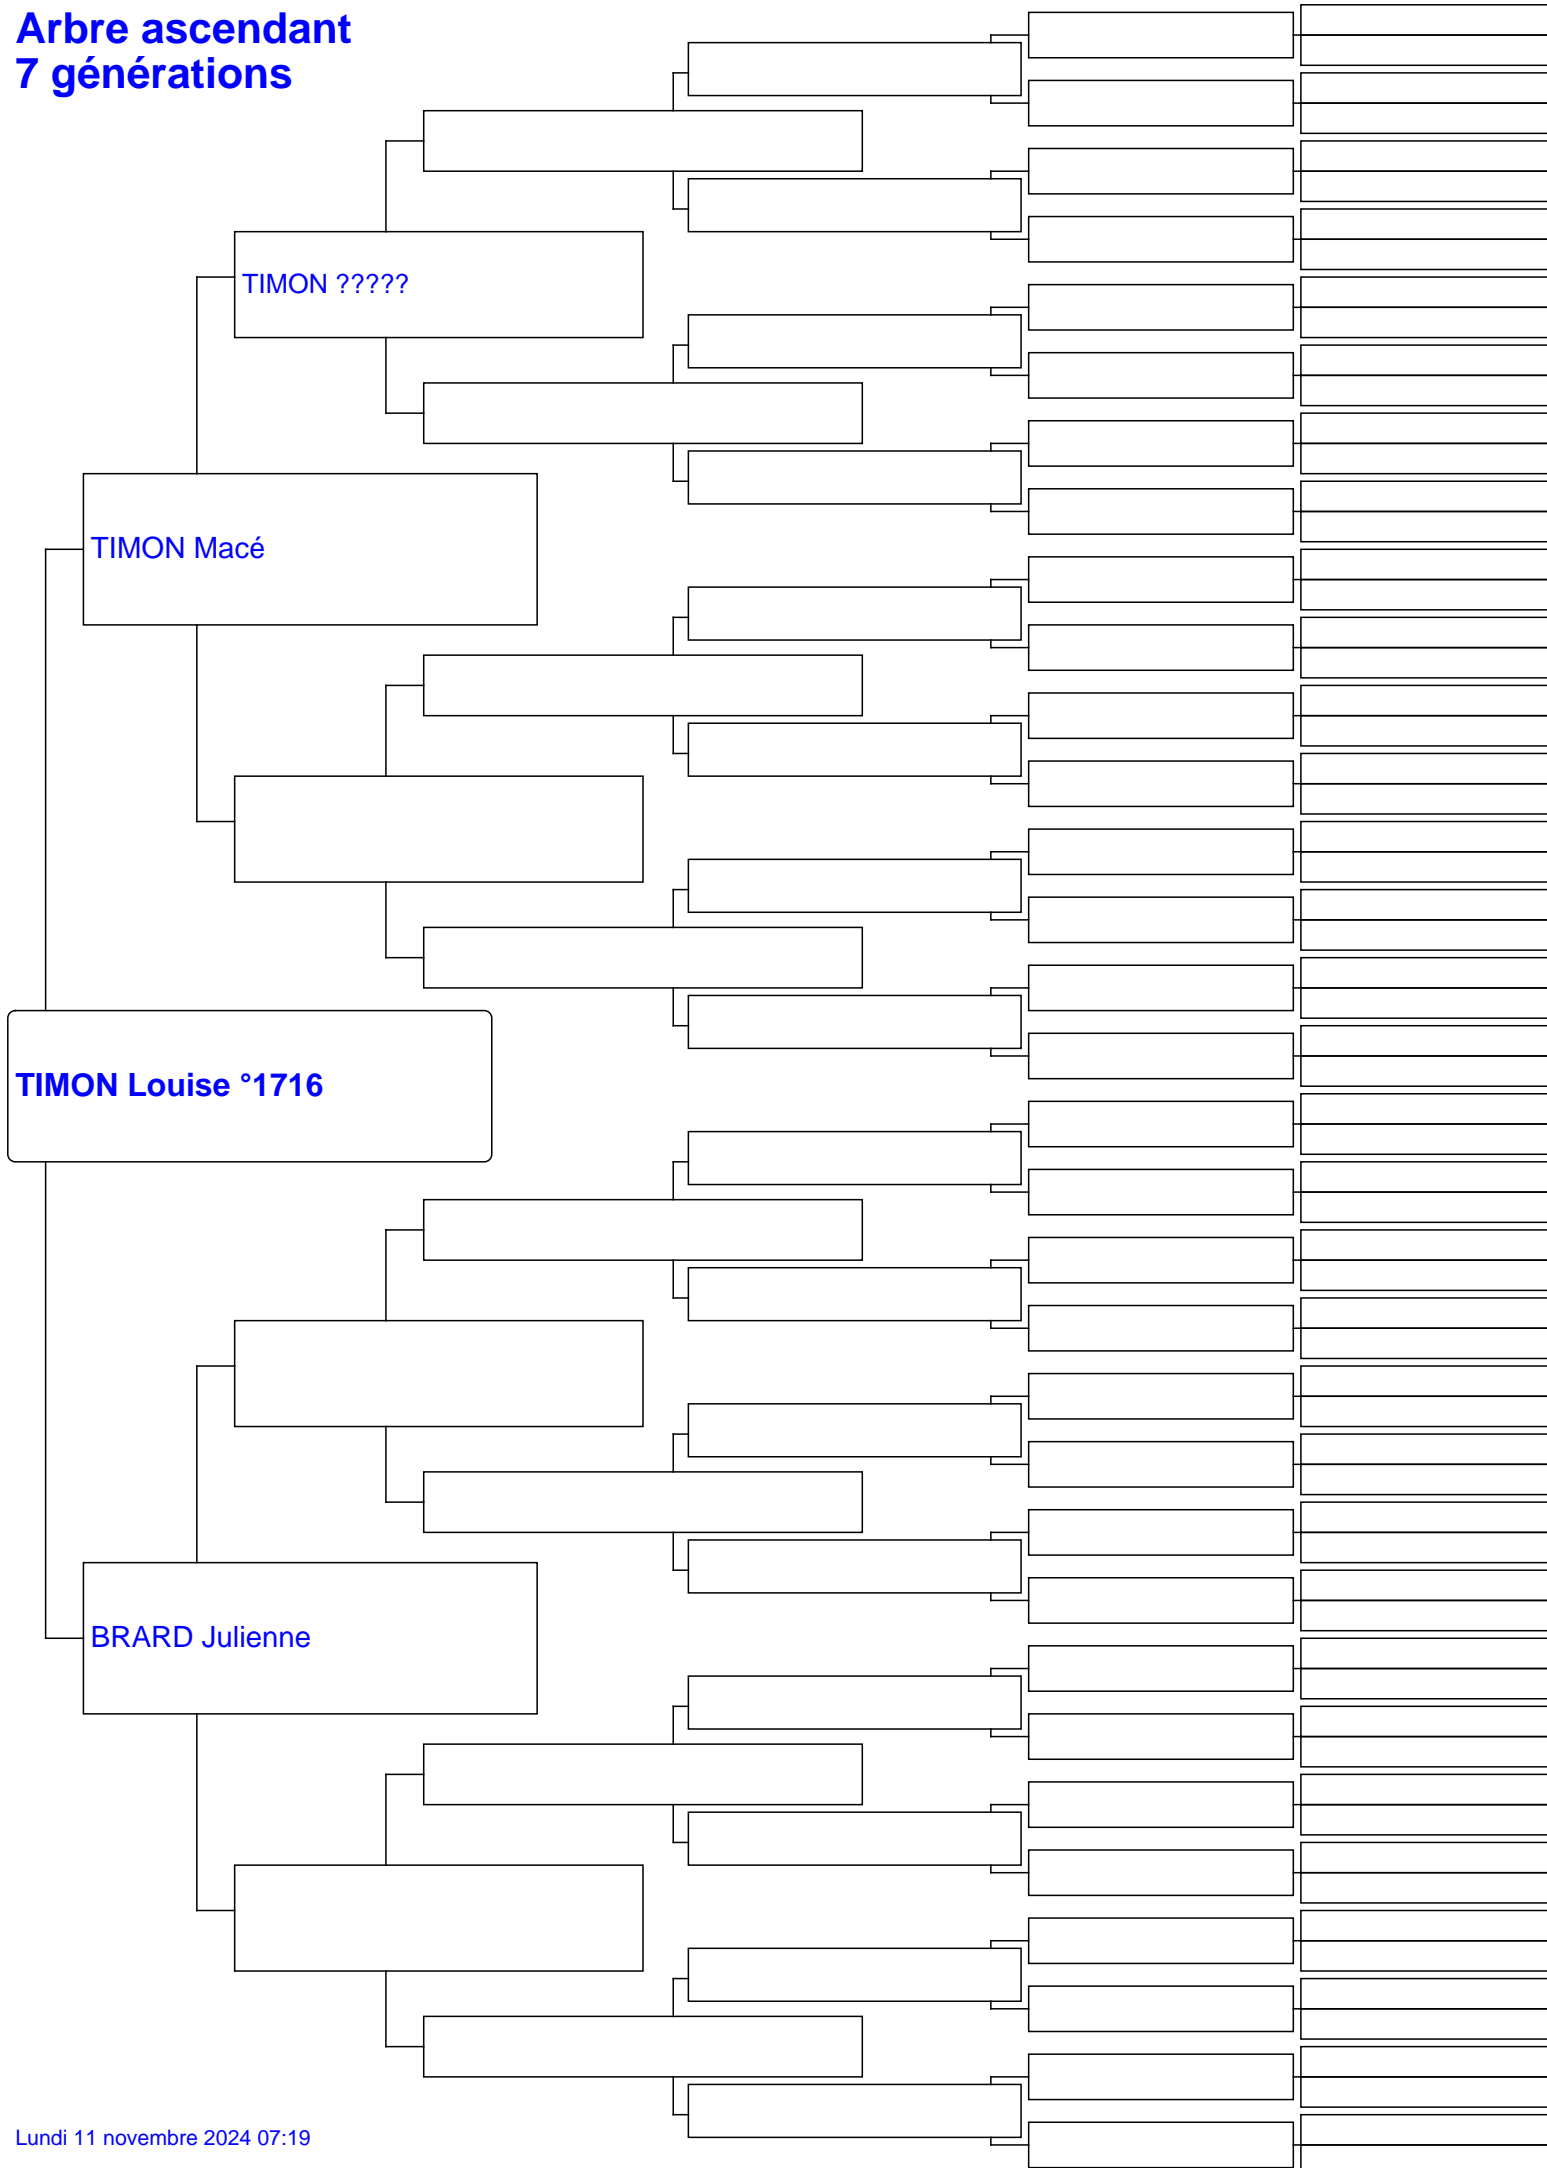 Arbre ascendant
7 générations
TIMON ?????
TIMON Macé
TIMON Louise °1716
BRARD Julienne
Lundi 11 novembre 2024 07:19